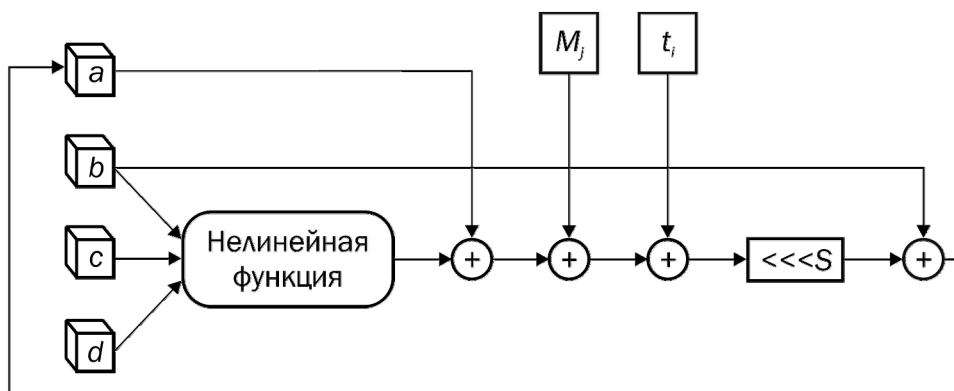 M_j
t_i
a
b
c
d
Нелинейная
функция
+
+
+
<<<S
+